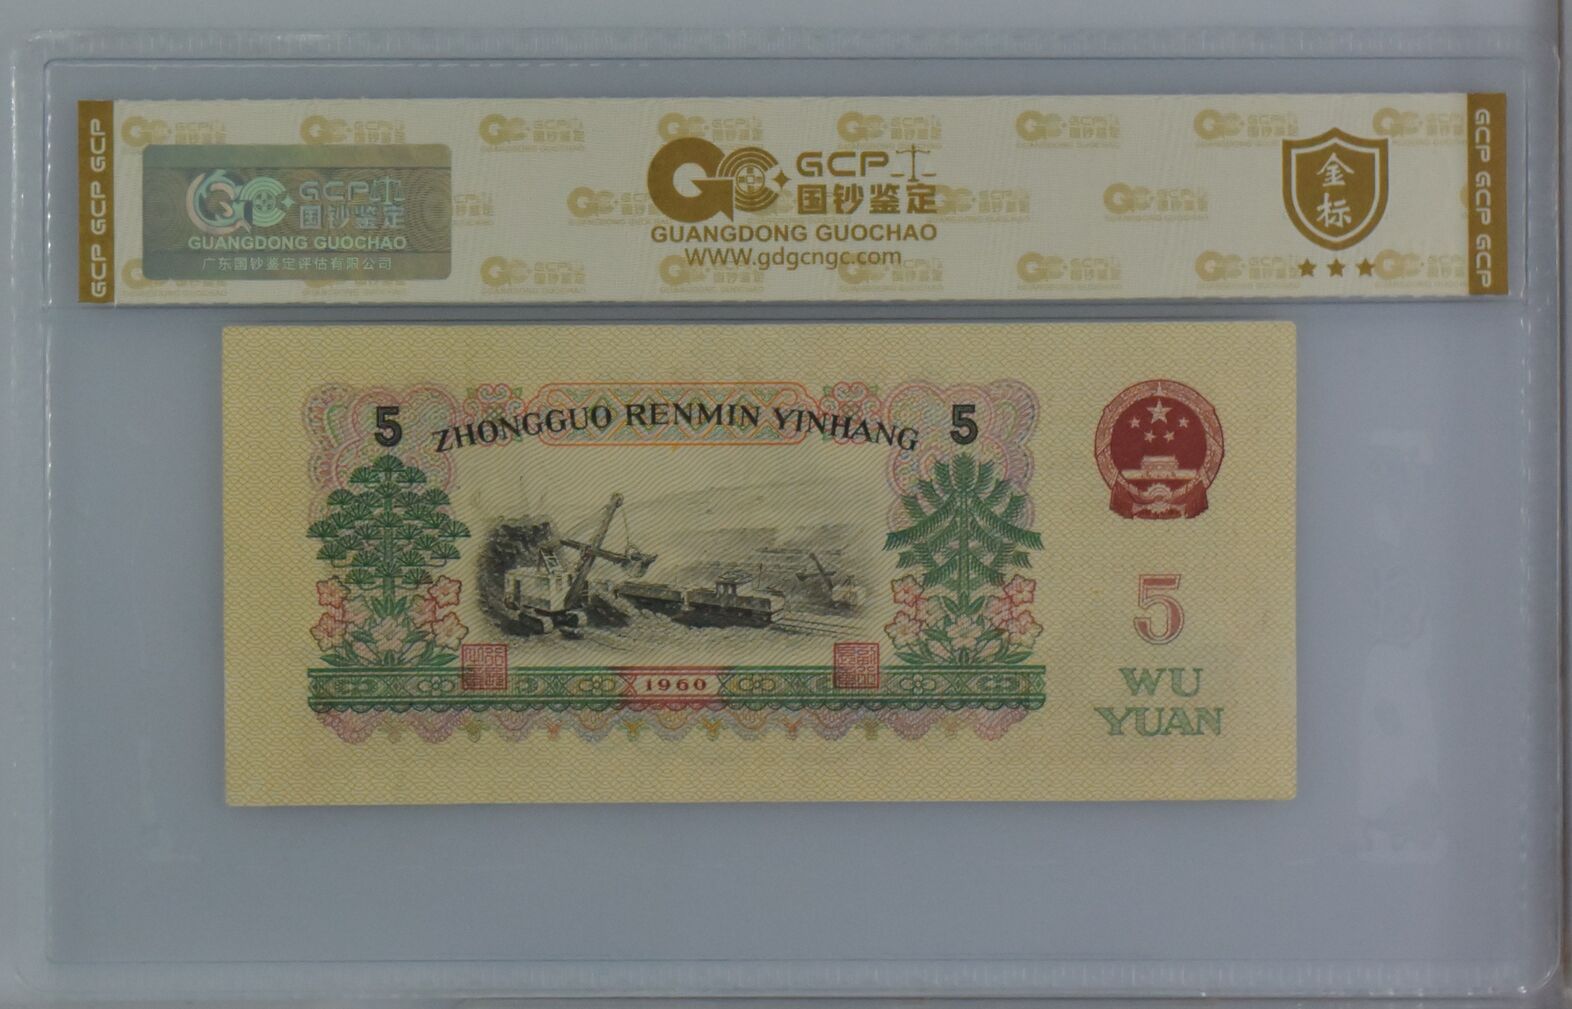 GCP GCP GCP
GCP
国钞鉴定
GUANGDONG GUOCHAO
广东国钞鉴定评估有限公司
GCP
国钞鉴定
GUANGDONG GUOCHAO
WWW.gdgcngc.com
金标
GCP GCP GCP
5 ZHONGGUO RENMIN YINHANG 5
1960
5
WU
YUAN